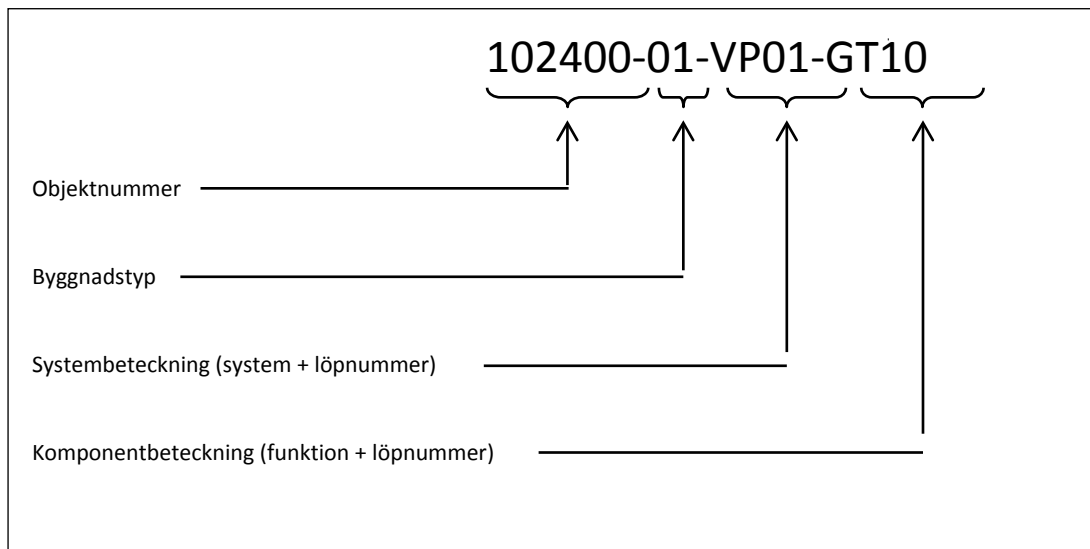 102400-01-VP01-GT10
Objektnummer
Byggnadstyp
Systembeteckning (system + löpnummer)
Komponentbeteckning (funktion + löpnummer)